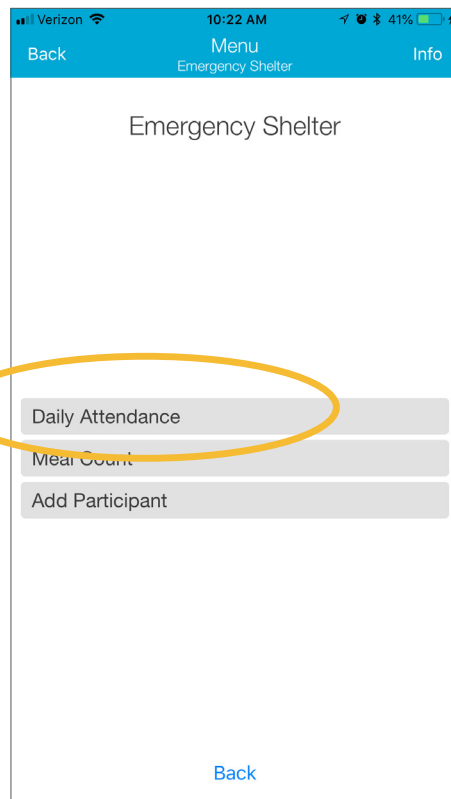 Verizon 10:22 AM 41%
Back Menu Info
Emergency Shelter
Emergency Shelter
Daily Attendance
Meal Count
Add Participant
Back